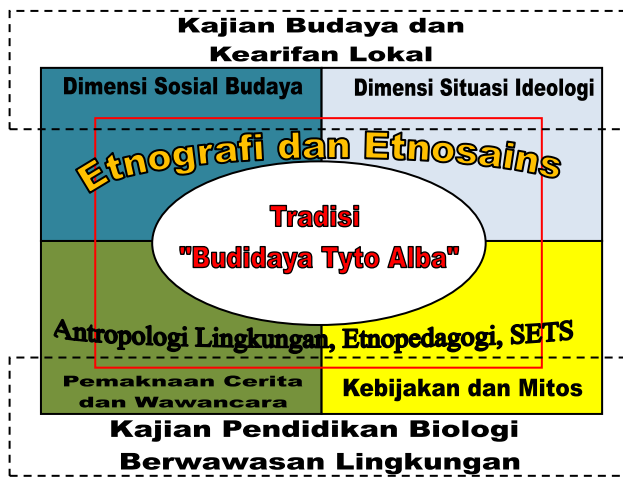 Kajian Budaya dan
Kearifan Lokal
Dimensi Sosial Budaya
Dimensi Situasi Ideologi
Etnografi dan Etnosains
Tradisi
"Budidaya Tyto Alba"
Antropologi Lingkungan, Etnopedagogi, SETS
Pemaknaan Cerita
dan Wawancara
Kebijakan dan Mitos
Kajian Pendidikan Biologi
Berwawasan Lingkungan